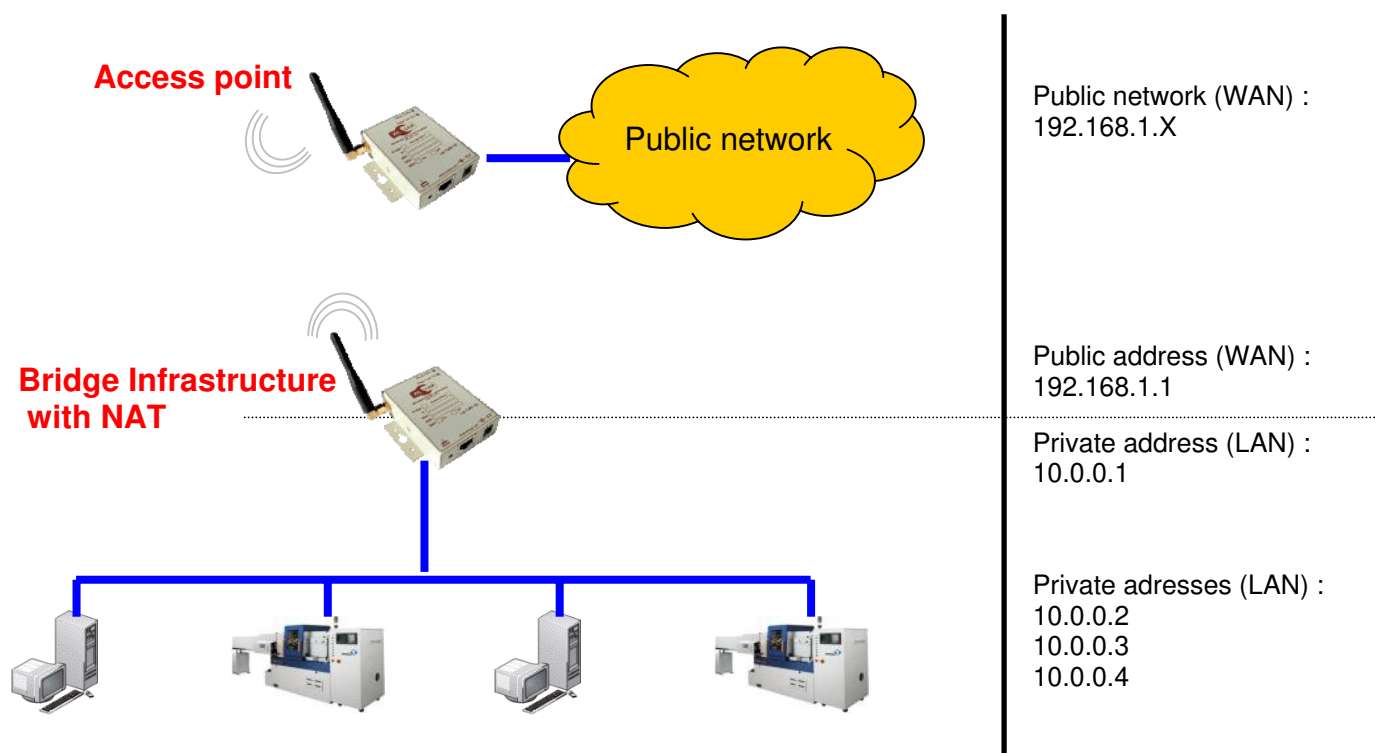 Access point
Public network
Public network (WAN) :
192.168.1.X
Bridge Infrastructure
with NAT
Public address (WAN) :
192.168.1.1
Private address (LAN) :
10.0.0.1
Private adresses (LAN) :
10.0.0.2
10.0.0.3
10.0.0.4